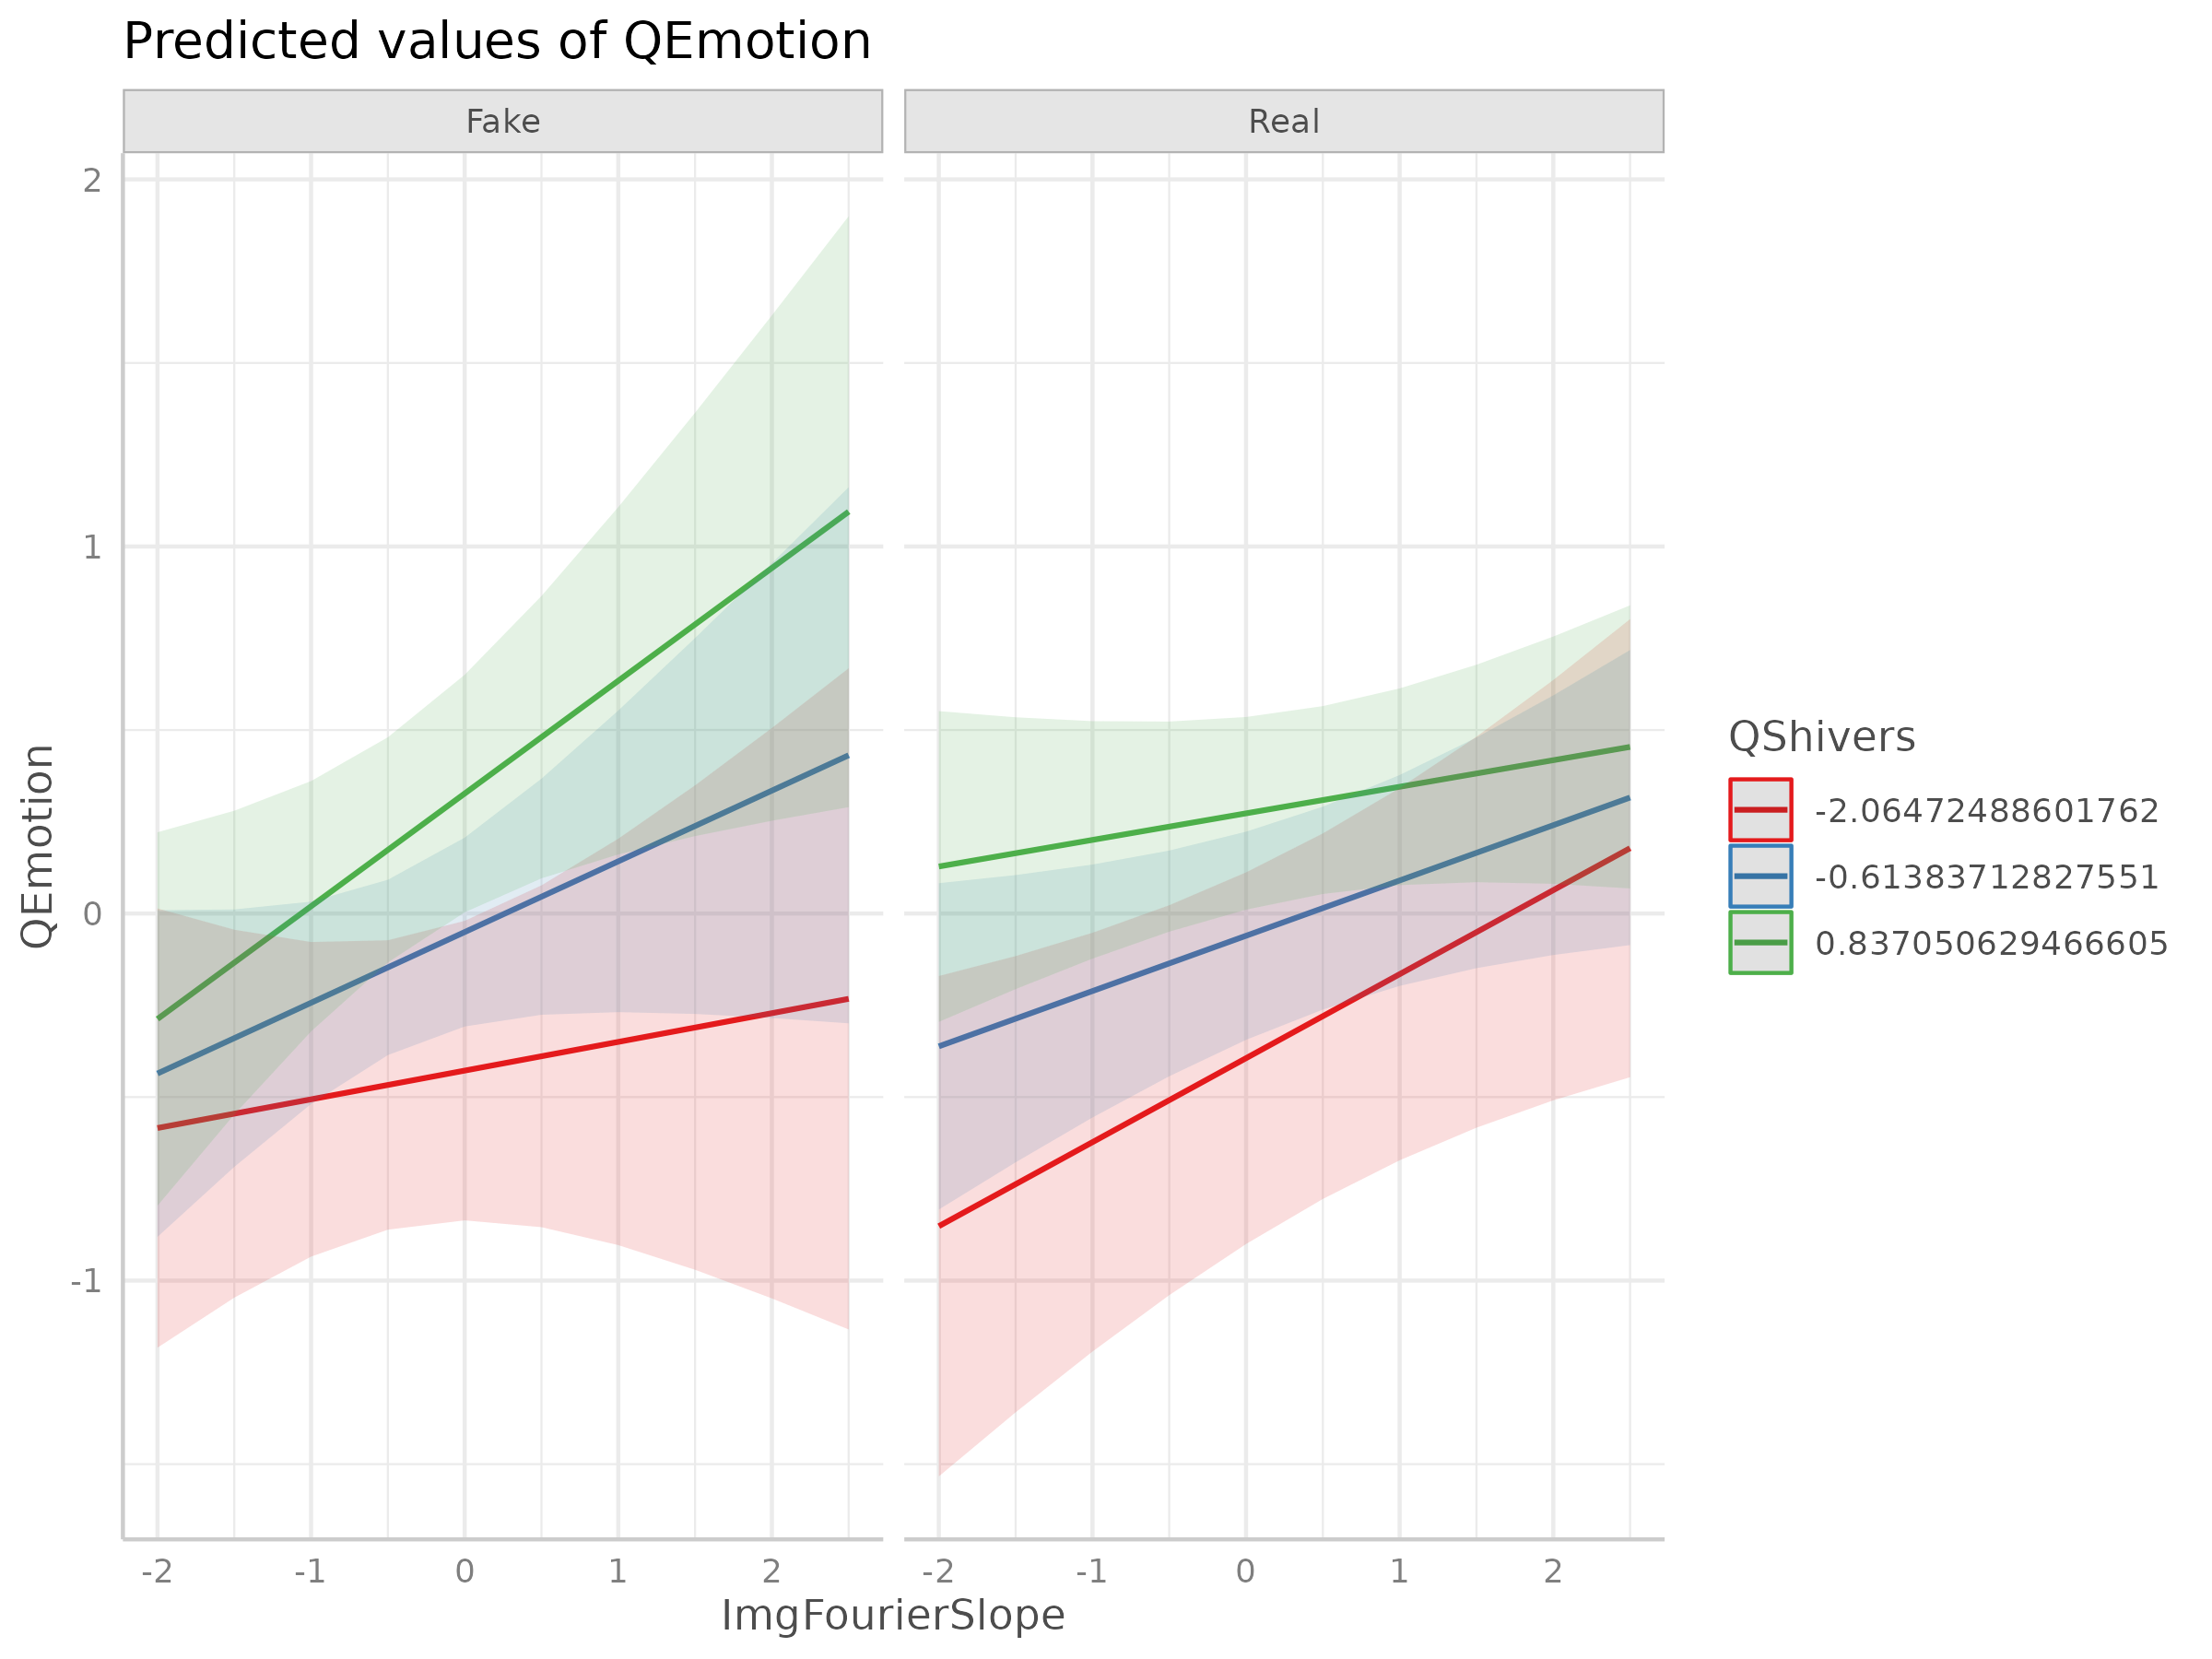 Predicted values of QEmotion
Fake
Real
2
1
0
-1
QEmotion
-2 -1 0 1 2
-2 -1 0 1 2
ImgFourierSlope
QShivers
-2.06472488601762
-0.61383712827551
0.837050629466605